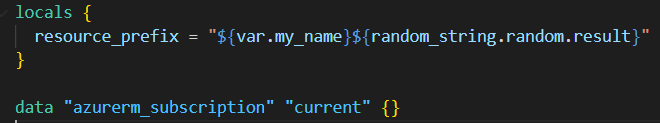 locals {
  resource_prefix = "${var.my_name}${random_string.random.result}"
}
data "azurerm_subscription" "current" {}